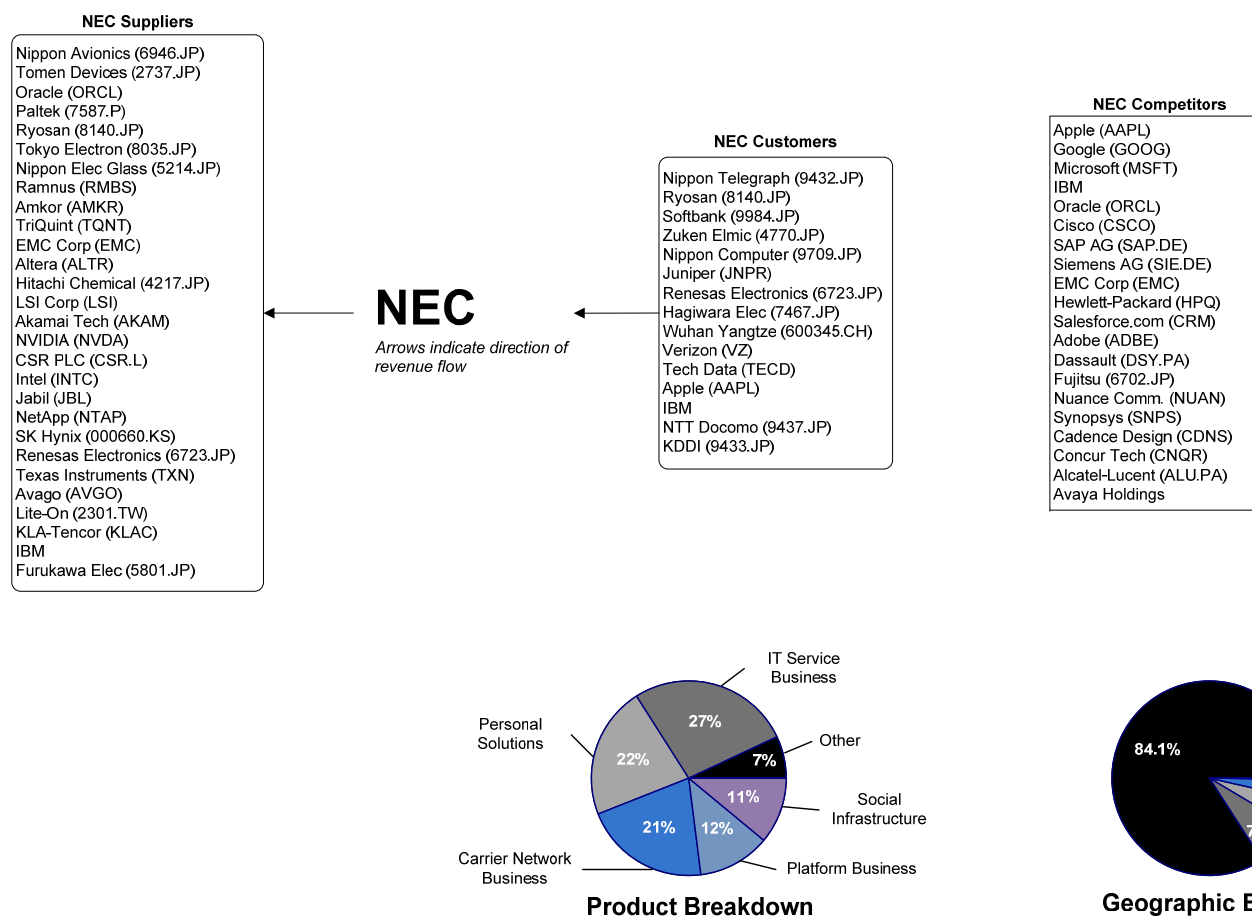 NEC Suppliers
Nippon Avionics (6946.JP)
Tomen Devices (2737.JP)
Oracle (ORCL)
Paltek (7587.P)
Ryosan (8140.JP)
Tokyo Electron (8035.JP)
Nippon Elec Glass (5214.JP)
Ramnus (RMBS)
Amkor (AMKR)
TriQuint (TQNT)
EMC Corp (EMC)
Altera (ALTR)
Hitachi Chemical (4217.JP)
LSI Corp (LSI)
Akamai Tech (AKAM)
NVIDIA (NVDA)
CSR PLC (CSR.L)
Intel (INTC)
Jabil (JBL)
NetApp (NTAP)
SK Hynix (000660.KS)
Renesas Electronics (6723.JP)
Texas Instruments (TXN)
Avago (AVGO)
Lite-On (2301.TW)
KLA-Tencor (KLAC)
IBM
Furukawa Elec (5801.JP)
NEC
Arrows indicate direction of
revenue flow
NEC Customers
Nippon Telegraph (9432.JP)
Ryosan (8140.JP)
Softbank (9984.JP)
Zuken Elmic (4770.JP)
Nippon Computer (9709.JP)
Juniper (JNPR)
Renesas Electronics (6723.JP)
Hagiwara Elec (7467.JP)
Wuhan Yangtze (600345.CH)
Verizon (VZ)
Tech Data (TECD)
Apple (AAPL)
IBM
NTT Docomo (9437.JP)
KDDI (9433.JP)
NEC Competitors
Apple (AAPL)
Google (GOOG)
Microsoft (MSFT)
IBM
Oracle (ORCL)
Cisco (CSCO)
SAP AG (SAP.DE)
Siemens AG (SIE.DE)
EMC Corp (EMC)
Hewlett-Packard (HPQ)
Salesforce.com (CRM)
Adobe (ADBE)
Dassault (DSY.PA)
Fujitsu (6702.JP)
Nuance Comm. (NUAN)
Synopsys (SNPS)
Cadence Design (CDNS)
Concur Tech (CNQR)
Alcatel-Lucent (ALU.PA)
Avaya Holdings
IT Service
Business
27%
Personal
Solutions
22%
Other
7%
Social
Infrastructure
11%
Carrier Network
Business
21%
12%
Platform Business
Product Breakdown
84.1%
7
Geographic